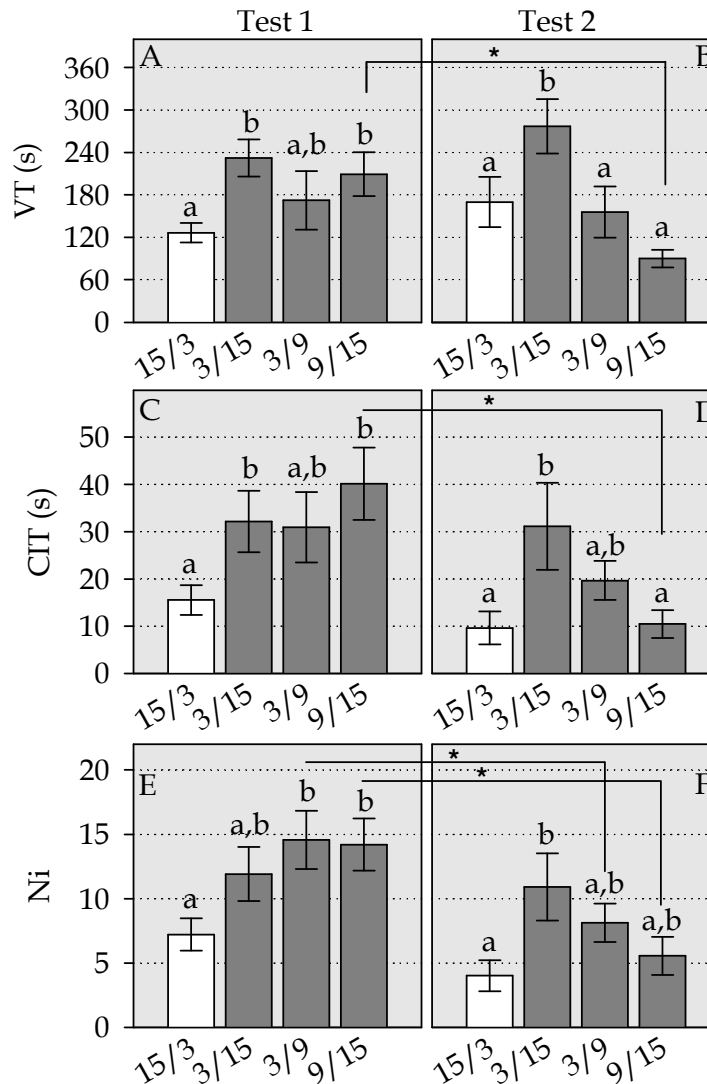 Test 1 Test 2
A B
*
360
300
240
180
120
60
0
VT (s)
a b a,b b
a b a a
15/3 3/15 3/9 9/15 15/3 3/15 3/9 9/15
C D
*
50
40
30
20
10
0
CIT (s)
a b a,b b
a b a,b a
15/3 3/15 3/9 9/15 15/3 3/15 3/9 9/15
E F
*
*
20
15
10
5
0
Ni
a a,b b b
a b a,b a,b
15/3 3/15 3/9 9/15 15/3 3/15 3/9 9/15